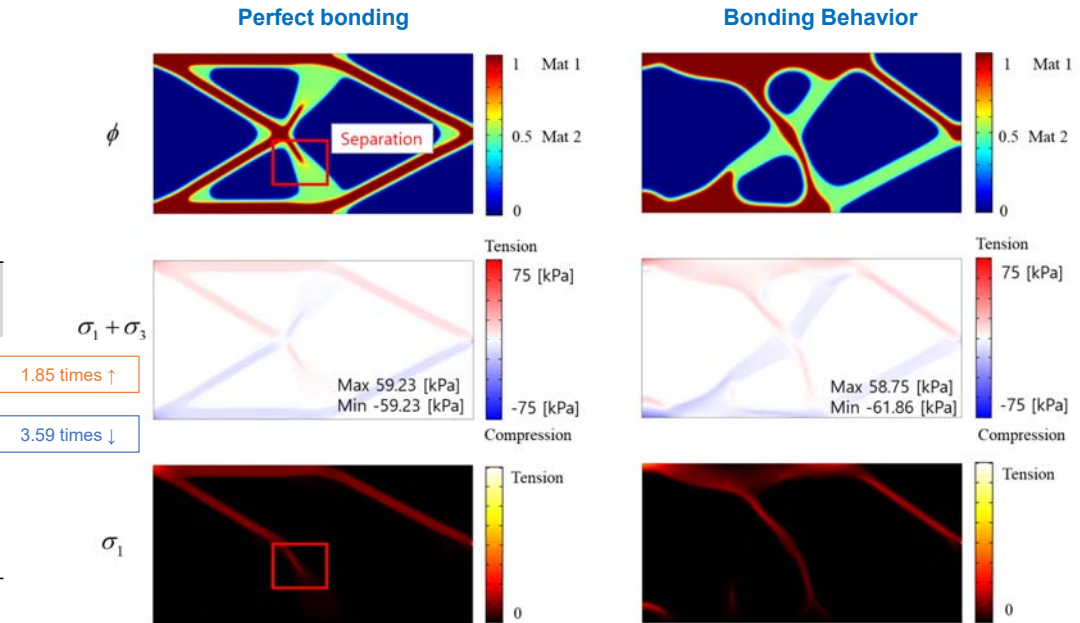 Perfect bonding
Bonding Behavior
ϕ
Separation
1 Mat 1
0.5 Mat 2
0
1 Mat 1
0.5 Mat 2
0
σ₁ + σ₃
1.85 times ↑
3.59 times ↓
Max 59.23 [kPa]
Min -59.23 [kPa]
Tension
75 [kPa]
-75 [kPa]
Compression
Max 58.75 [kPa]
Min -61.86 [kPa]
Tension
75 [kPa]
-75 [kPa]
Compression
σ₁
Tension
0
Tension
0